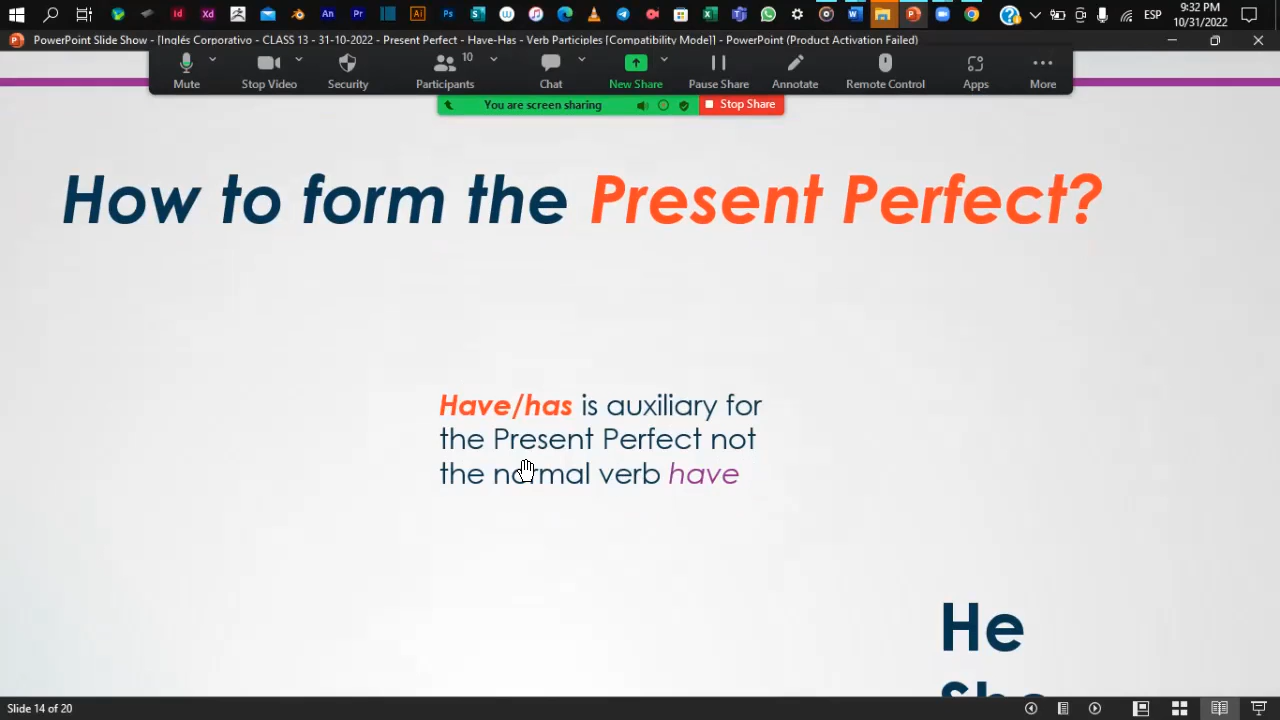 9:32 PM
ESP
10/31/2022
PowerPoint Slide Show - [Inglés Corporativo - CLASS 13 - 31-10-2022 - Present Perfect - Have-Has - Verb Participles [Compatibility Mode]] - PowerPoint (Product Activation Failed)
10
Mute Stop Video Security Participants Chat New Share Pause Share Annotate Remote Control Apps More
You are screen sharing Stop Share
How to form the Present Perfect?
Have/has is auxiliary for
the Present Perfect not
the normal verb have
He
She
Slide 14 of 20